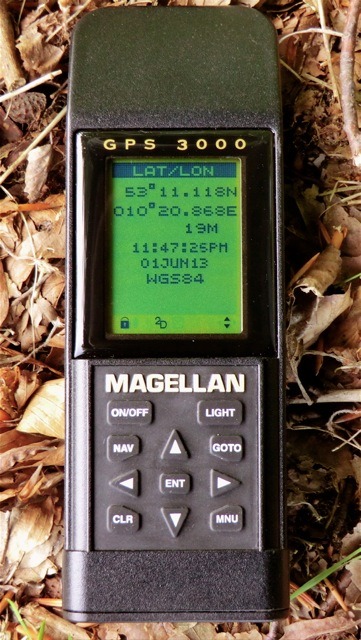 GPS 3000
LAT/LON
53°11.118N
010°20.868E
19M
11:47:26PM
01JUN13
WGS84
2D
MAGELLAN
ON/OFF LIGHT
NAV GOTO
ENT
CLR MNU